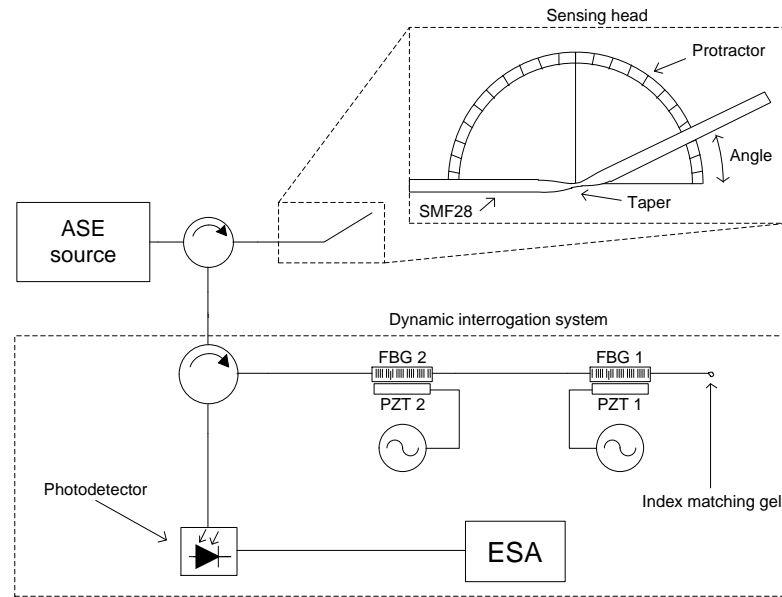 Sensing head
Protractor
Angle
SMF28
Taper
ASE
source
Dynamic interrogation system
FBG 2
FBG 1
PZT 2
PZT 1
Photodetector
Index matching gel
ESA